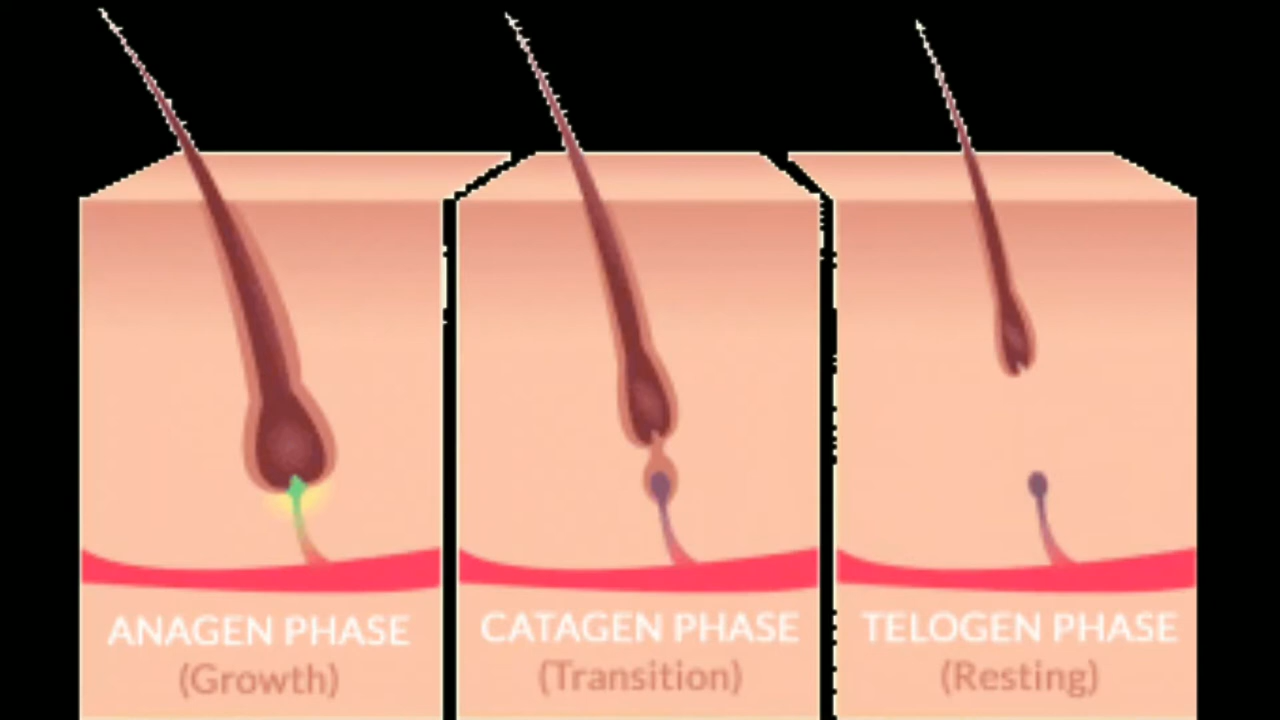 ANAGEN PHASE
(Growth)
CATAGEN PHASE
(Transition)
TELOGEN PHASE
(Resting)